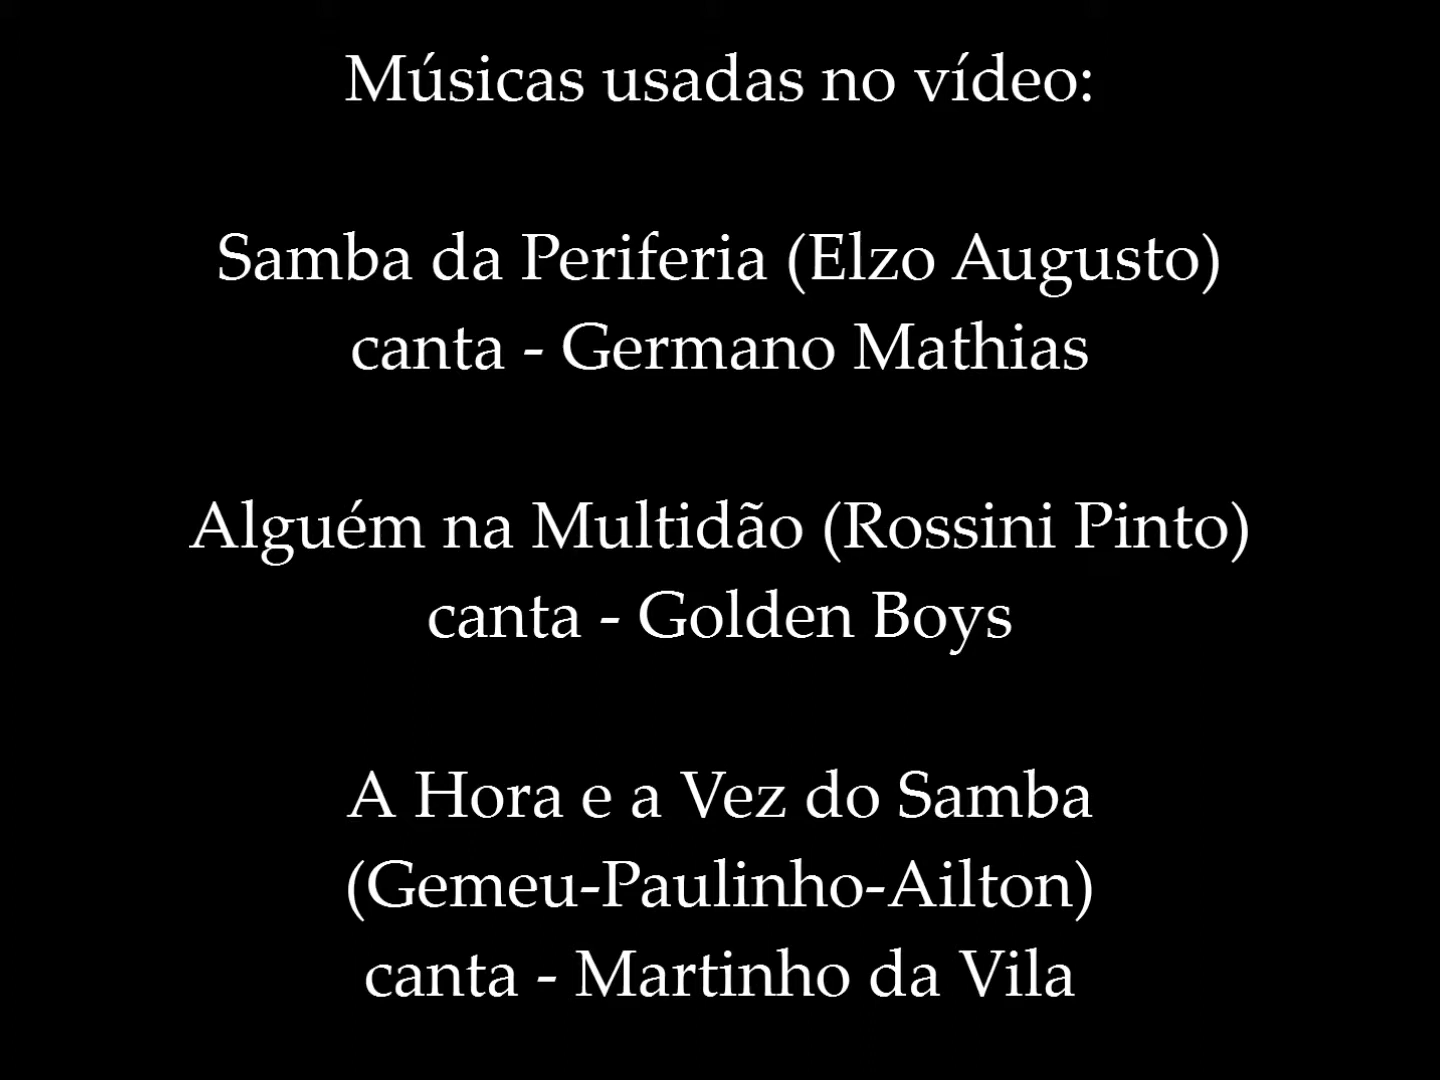 Músicas usadas no vídeo:
Samba da Periferia (Elzo Augusto)
canta - Germano Mathias
Alguém na Multidão (Rossini Pinto)
canta - Golden Boys
A Hora e a Vez do Samba
(Gemeu-Paulinho-Ailton)
canta - Martinho da Vila